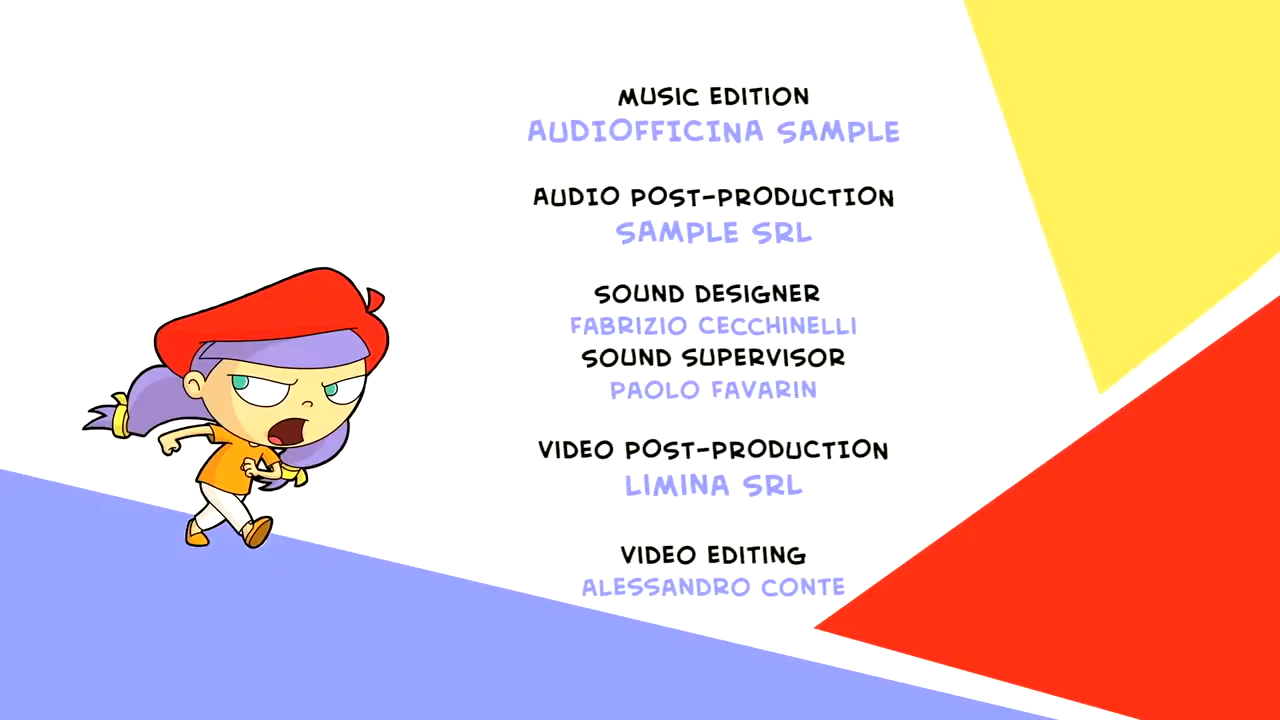 MUSIC EDITION
AUDIOFFICINA SAMPLE
AUDIO POST-PRODUCTION
SAMPLE SRL
SOUND DESIGNER
FABRIZIO CECCHINELLI
SOUND SUPERVISOR
PAOLO FAVARIN
VIDEO POST-PRODUCTION
LIMINA SRL
VIDEO EDITING
ALESSANDRO CONTE